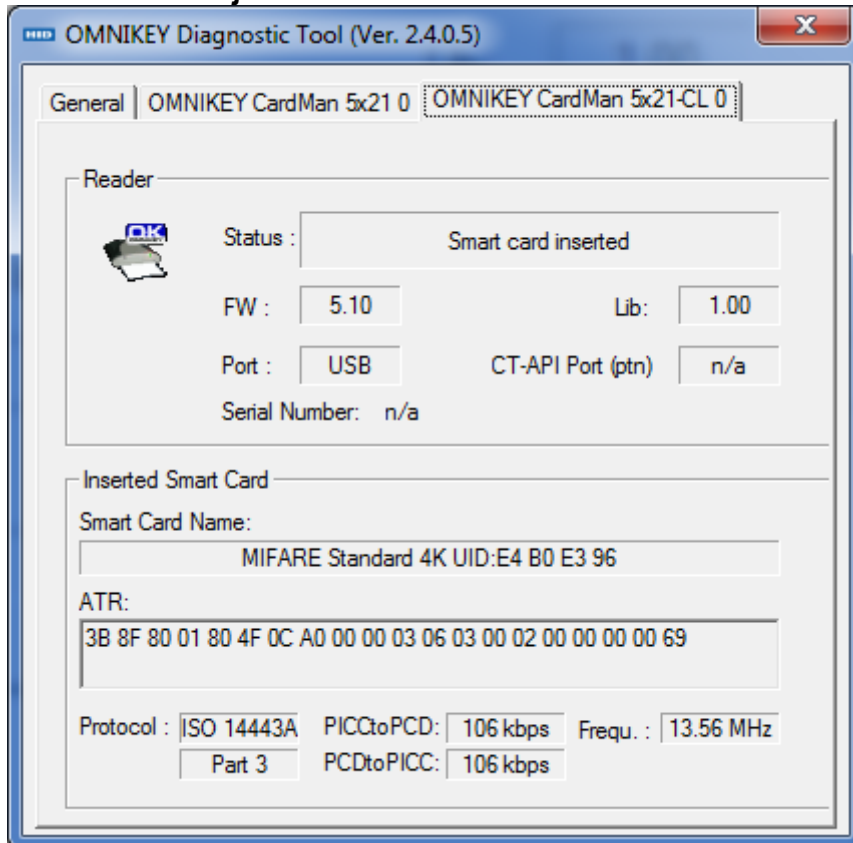 HID OMNIKEY Diagnostic Tool (Ver. 2.4.0.5)
General OMNIKEY CardMan 5x21 0 OMNIKEY CardMan 5x21-CL 0
Reader
OK
Status : Smart card inserted
FW : 5.10 Lib: 1.00
Port : USB CT-API Port (ptn) n/a
Serial Number: n/a
Inserted Smart Card
Smart Card Name:
MIFARE Standard 4K UID:E4 B0 E3 96
ATR:
3B 8F 80 01 80 4F 0C A0 00 00 03 06 03 00 02 00 00 00 00 69
Protocol : ISO 14443A PICCtoPCD: 106 kbps Frequ. : 13.56 MHz
Part 3 PCDtoPICC: 106 kbps